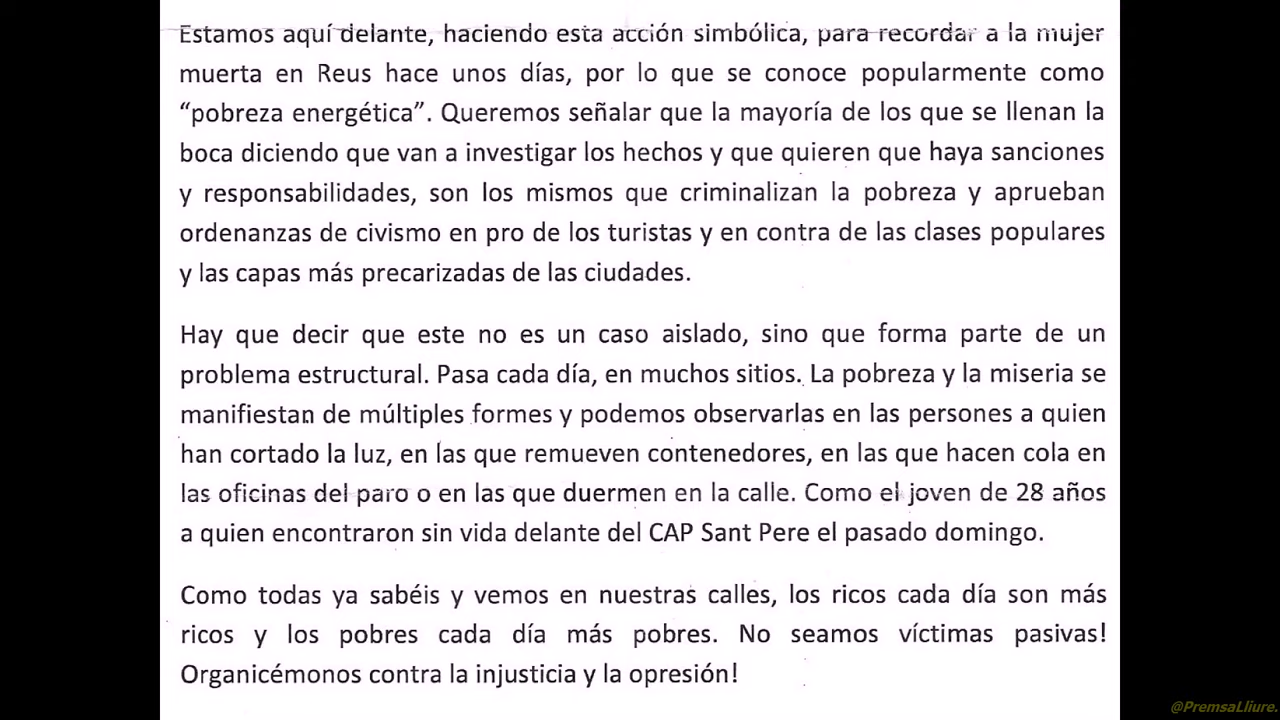 Estamos aquí delante, haciendo esta acción simbólica, para recordar a la mujer
muerta en Reus hace unos días, por lo que se conoce popularmente como
“pobreza energética”. Queremos señalar que la mayoría de los que se llenan la
boca diciendo que van a investigar los hechos y que quieren que haya sanciones
y responsabilidades, son los mismos que criminalizan la pobreza y aprueban
ordenanzas de civismo en pro de los turistas y en contra de las clases populares
y las capas más precarizadas de las ciudades.
Hay que decir que este no es un caso aislado, sino que forma parte de un
problema estructural. Pasa cada día, en muchos sitios. La pobreza y la miseria se
manifiestan de múltiples formes y podemos observarlas en las persones a quien
han cortado la luz, en las que remueven contenedores, en las que hacen cola en
las oficinas del paro o en las que duermen en la calle. Como el joven de 28 años
a quien encontraron sin vida delante del CAP Sant Pere el pasado domingo.
Como todas ya sabéis y vemos en nuestras calles, los ricos cada día son más
ricos y los pobres cada día más pobres. No seamos víctimas pasivas!
Organicémonos contra la injusticia y la opresión!
@PremsaLliure.